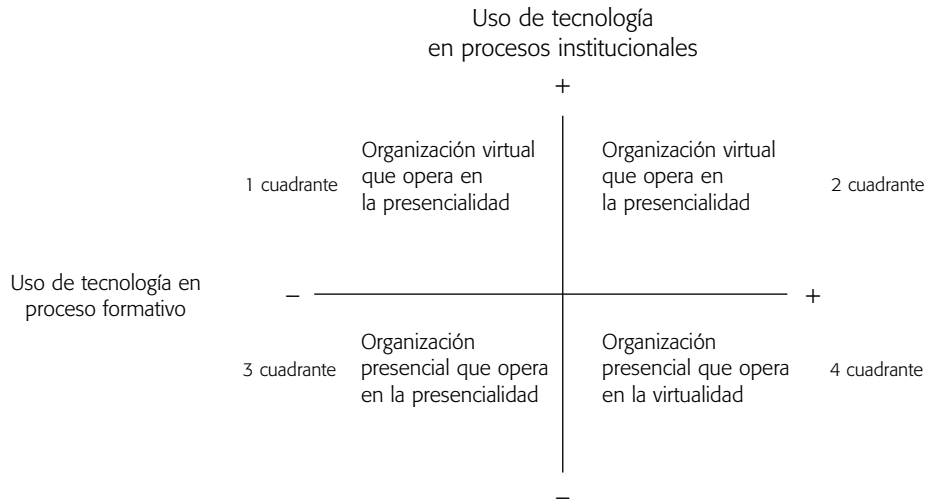 Uso de tecnología
en procesos institucionales
+
Organización virtual
que opera en
la presencialidad
Organización virtual
que opera en
la presencialidad
1 cuadrante
2 cuadrante
Uso de tecnología en
proceso formativo
–
+
Organización
presencial que opera
en la presencialidad
Organización
presencial que opera
en la virtualidad
3 cuadrante
4 cuadrante
–